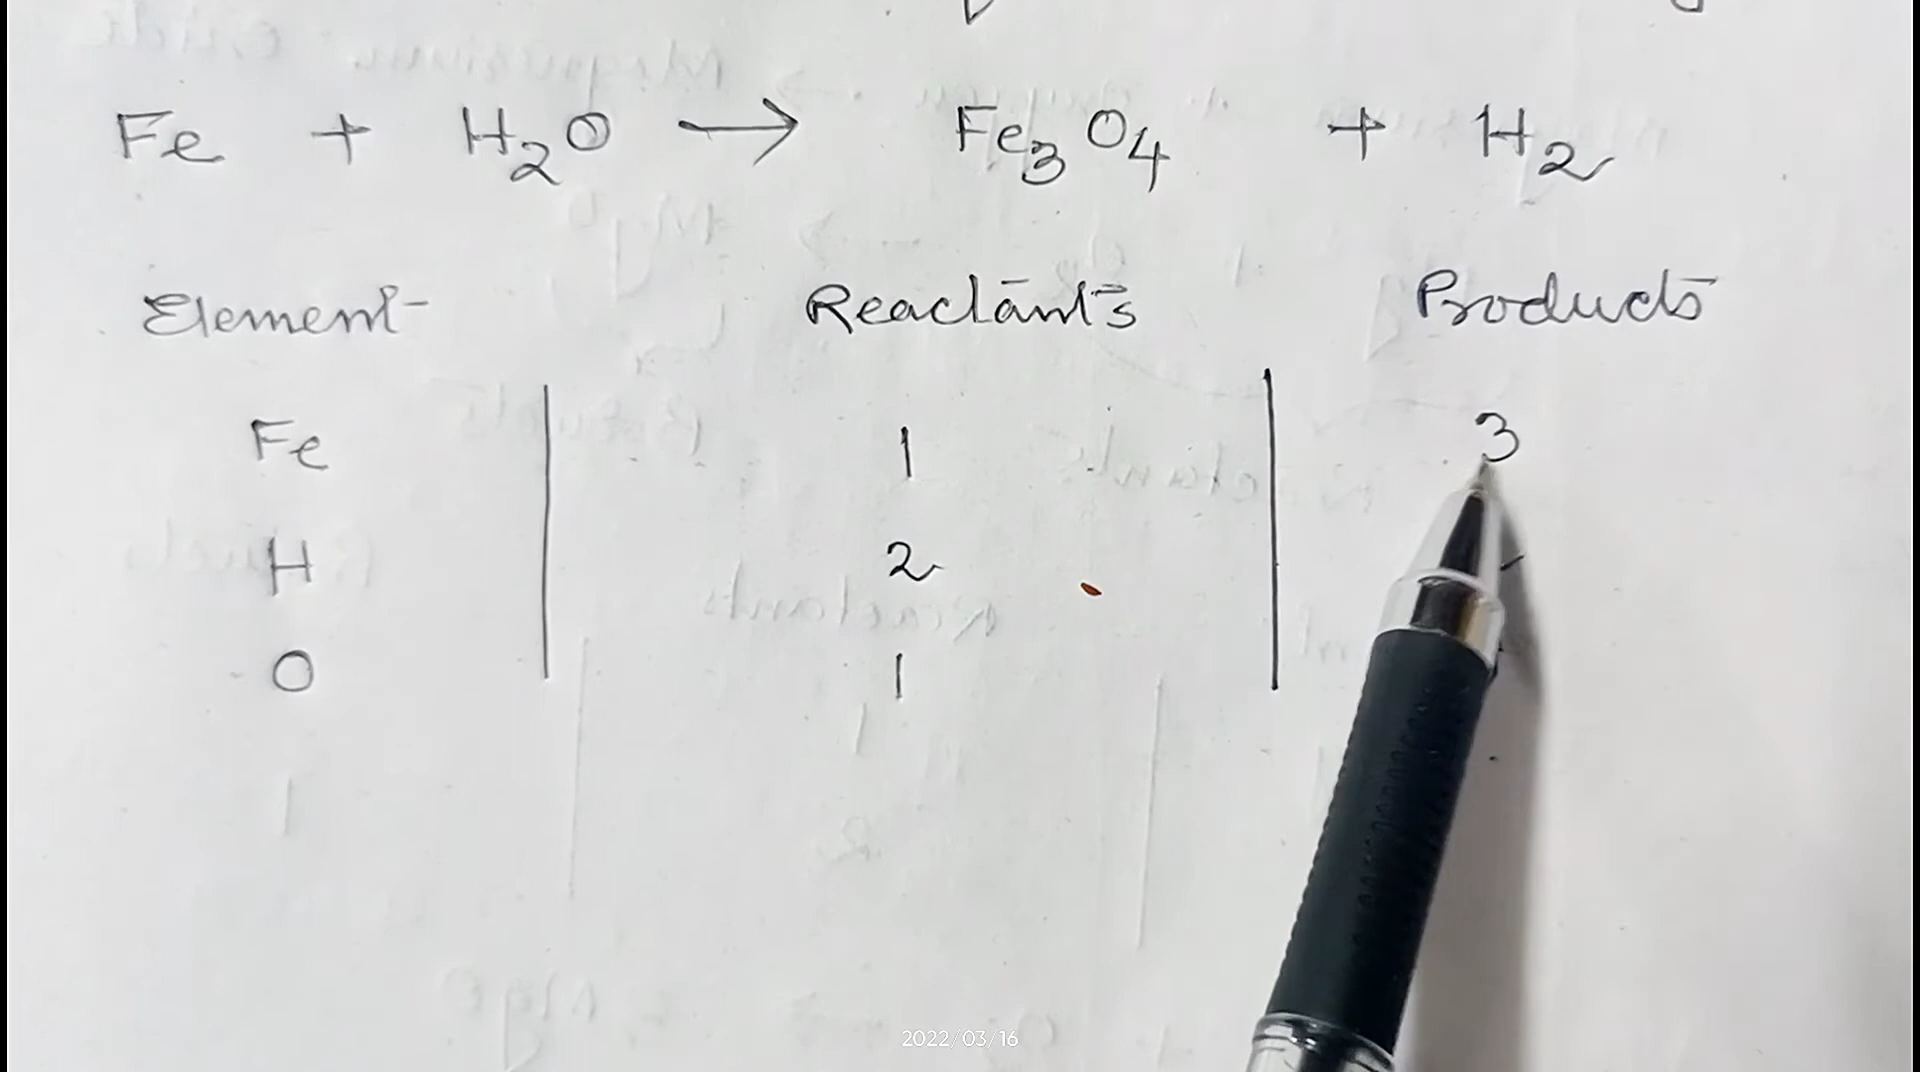 Fe + H₂O → Fe₃O₄ + H₂
Element Reactants Products
Fe 1 3
H 2
O 1
2022/03/16